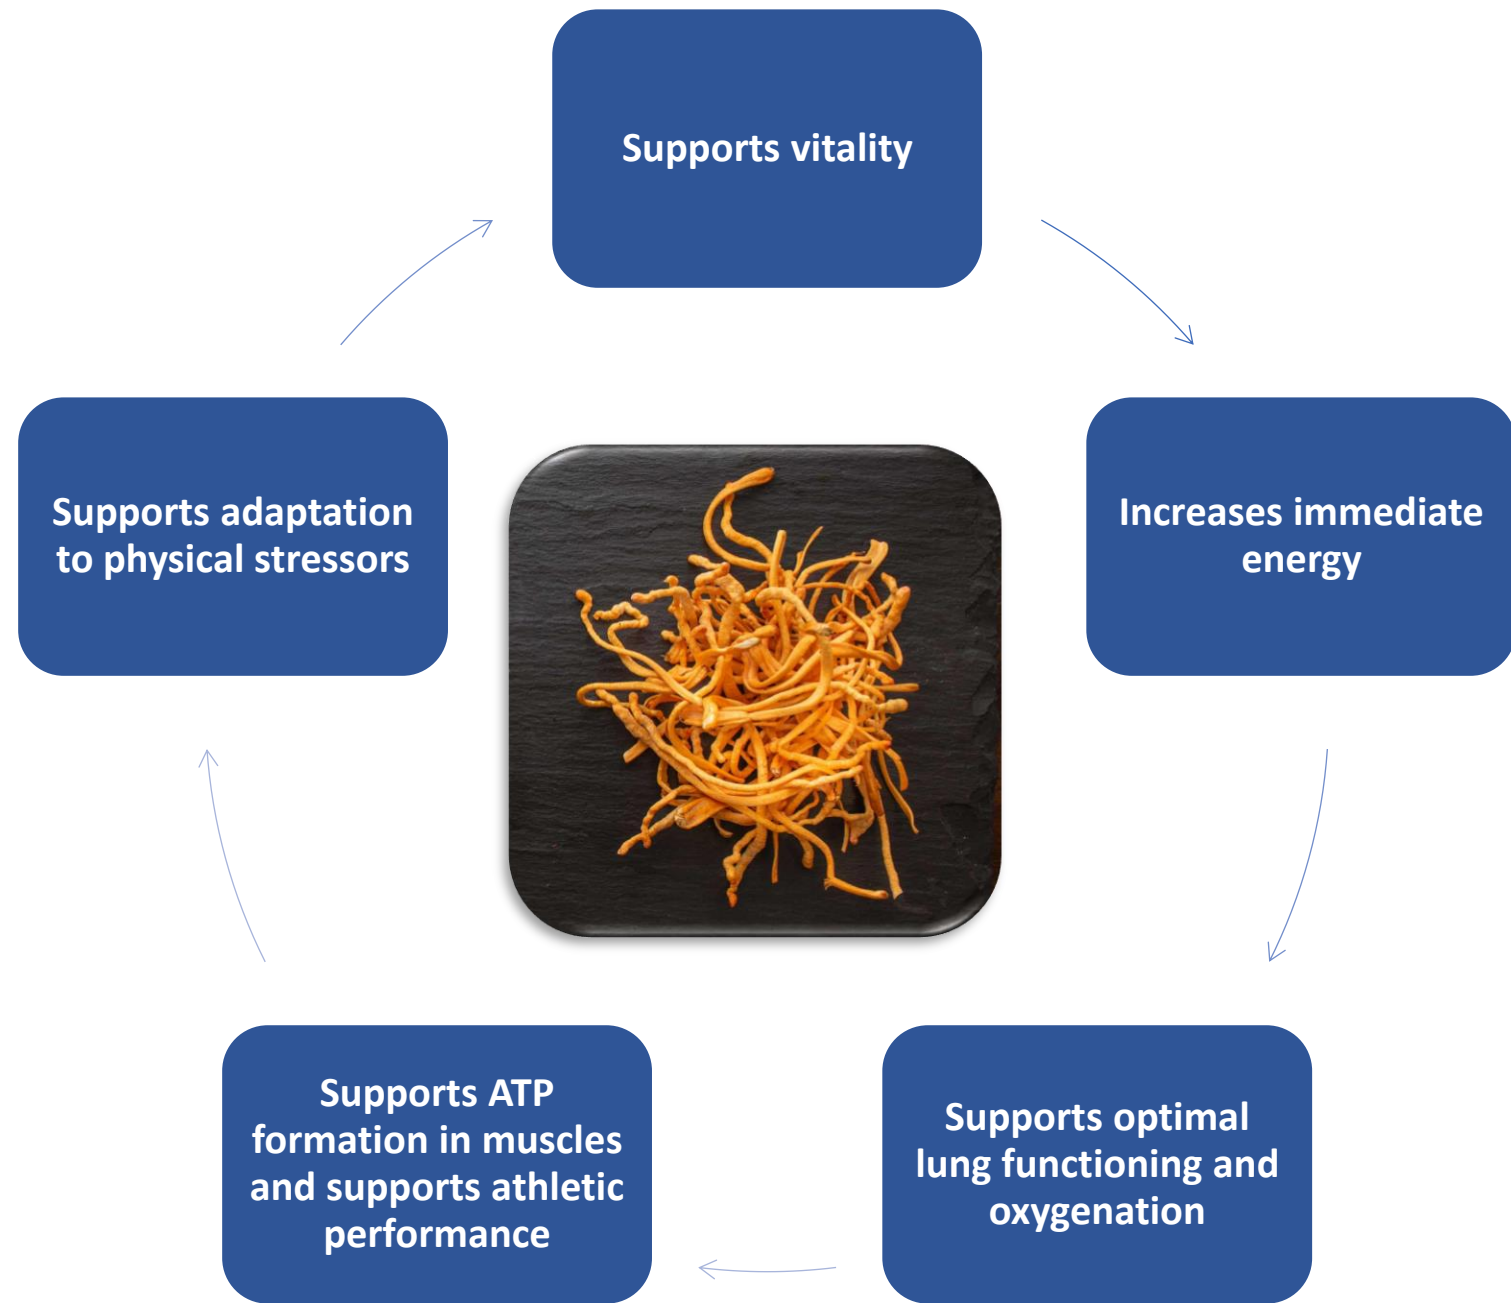 Supports vitality
Increases immediate
energy
Supports optimal
lung functioning and
oxygenation
Supports ATP
formation in muscles
and supports athletic
performance
Supports adaptation
to physical stressors